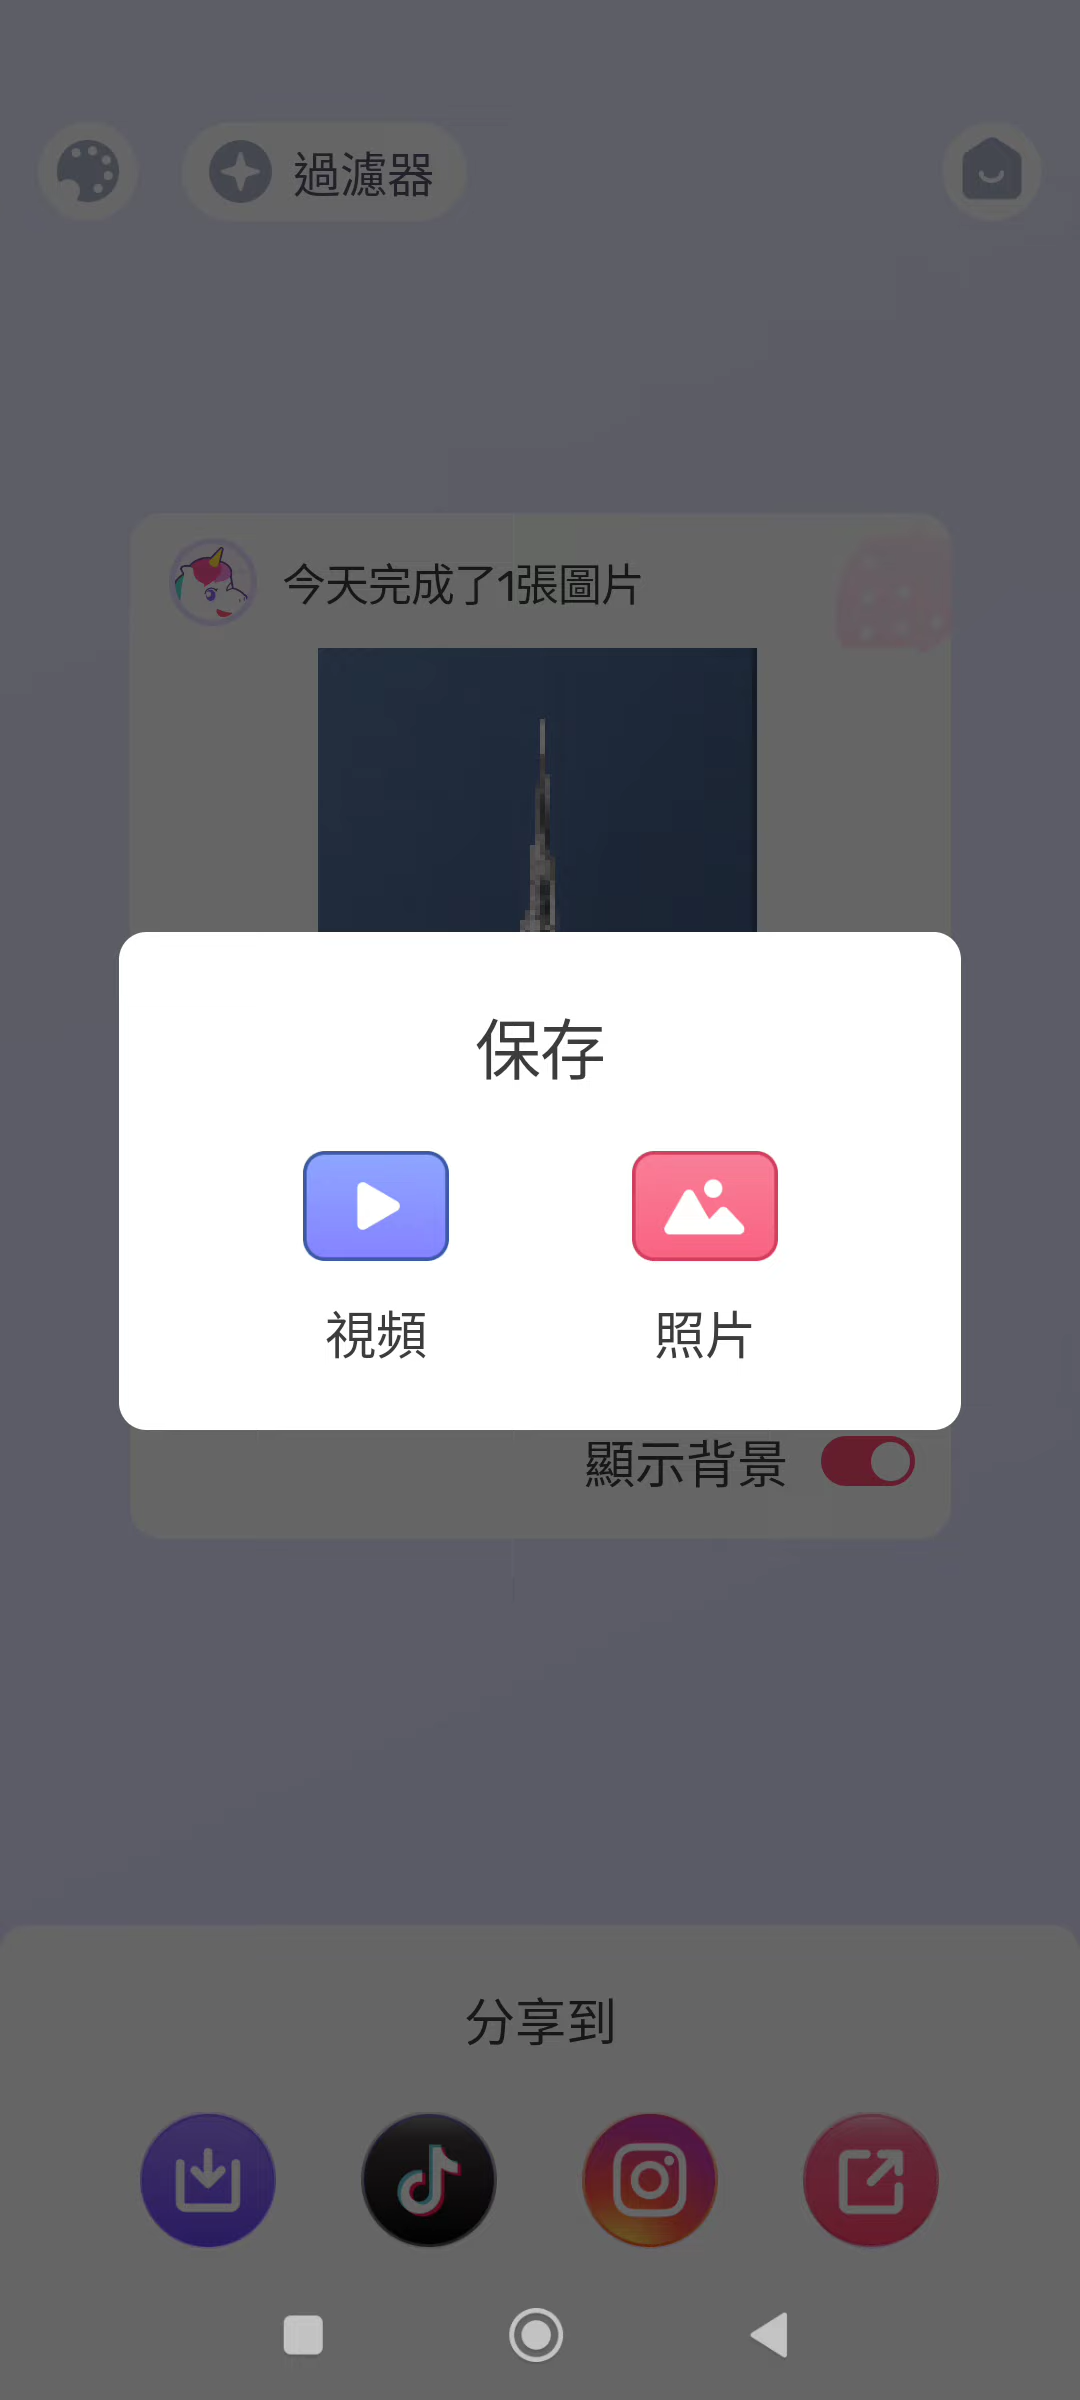 過濾器
今天完成了1張圖片
保存
視頻
照片
顯示背景
分享到